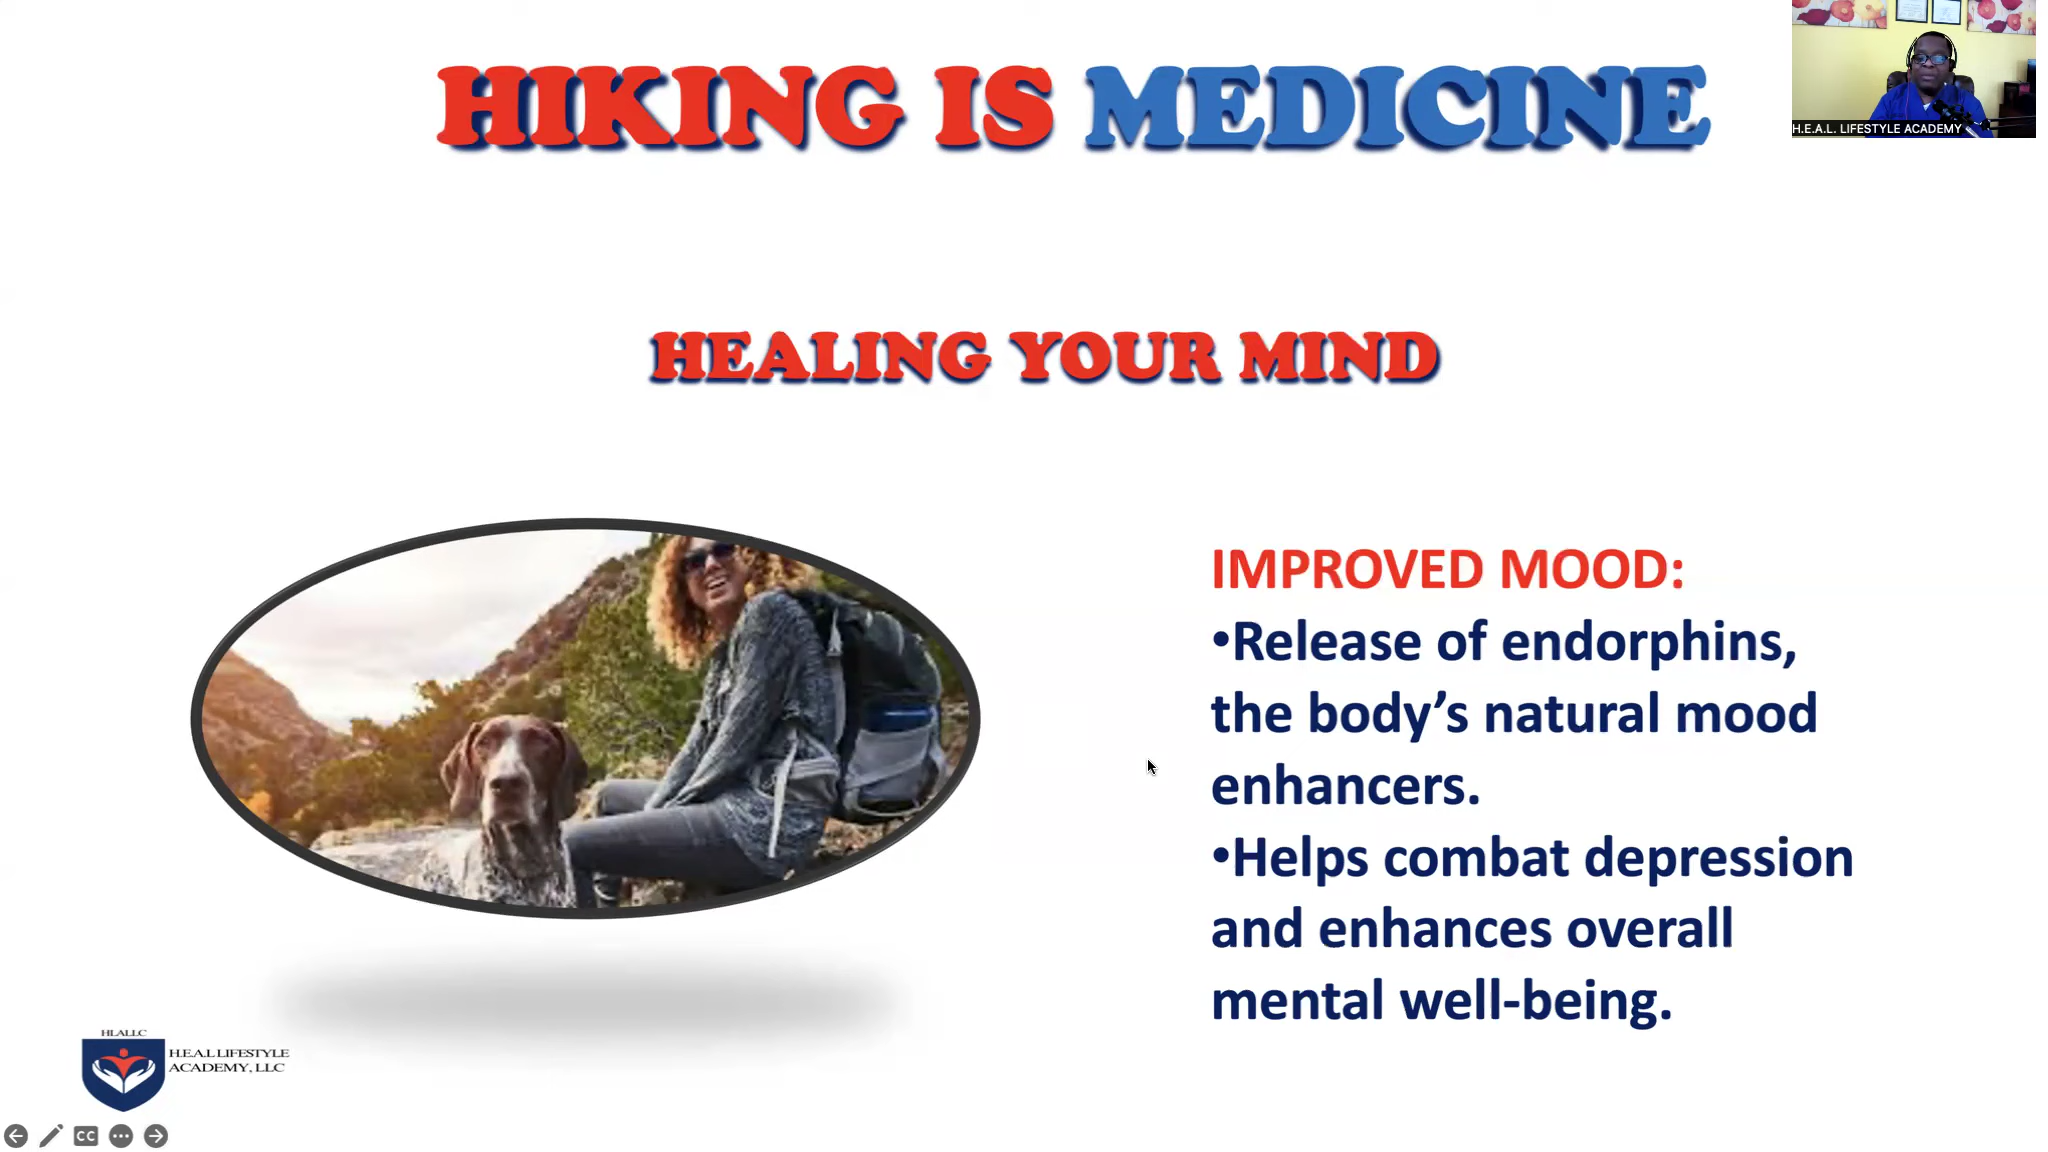 HIKING IS MEDICINE
H.E.A.L. LIFESTYLE ACADEMY
HEALING YOUR MIND
IMPROVED MOOD:
•Release of endorphins,
the body’s natural mood
enhancers.
•Helps combat depression
and enhances overall
mental well-being.
HLALLC
H.E.A.L LIFESTYLE
ACADEMY, LLC
CC